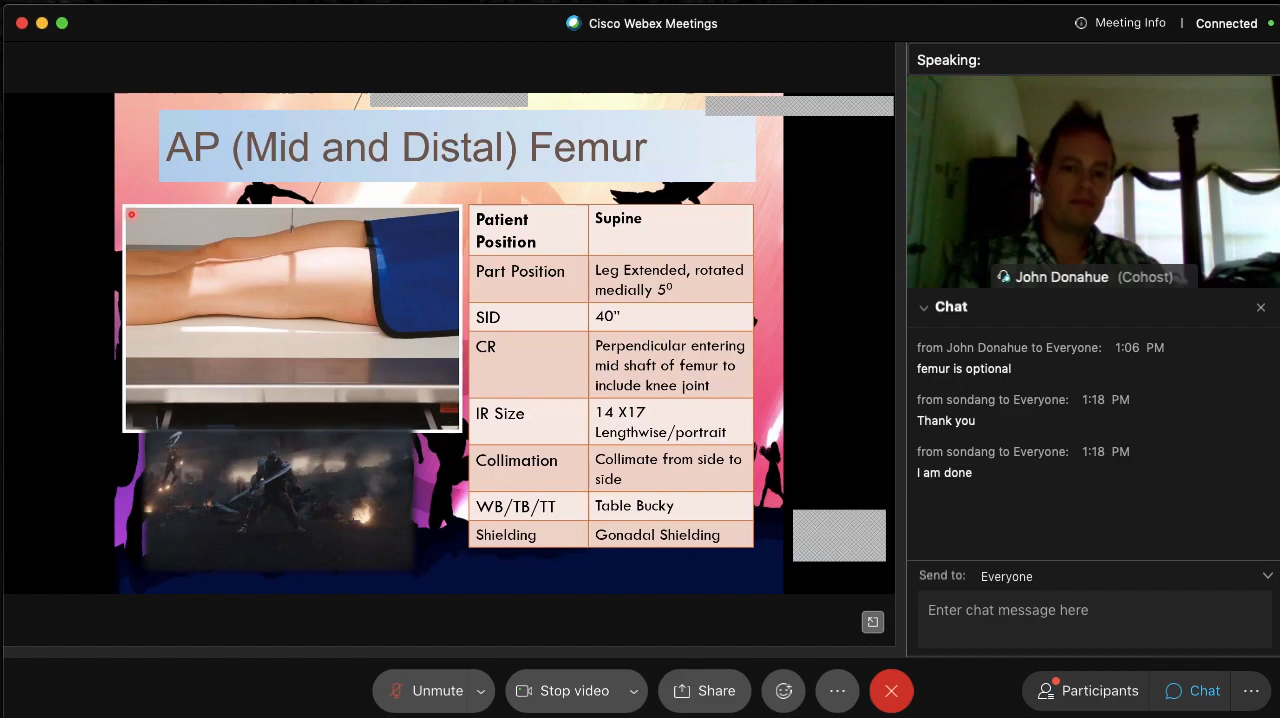 Cisco Webex Meetings
Meeting Info | Connected
AP (Mid and Distal) Femur
Patient
Position
Supine
Part Position
Leg Extended, rotated
medially 5⁰
SID
40”
CR
Perpendicular entering
mid shaft of femur to
include knee joint
IR Size
14 X17
Lengthwise/portrait
Collimation
Collimate from side to
side
WB/TB/TT
Table Bucky
Shielding
Gonadal Shielding
Speaking:
John Donahue (Cohost)
Chat
from John Donahue to Everyone: 1:06 PM
femur is optional
from sondang to Everyone: 1:18 PM
Thank you
from sondang to Everyone: 1:18 PM
I am done
Send to: Everyone
Enter chat message here
Unmute
Stop video
Share
Participants
Chat